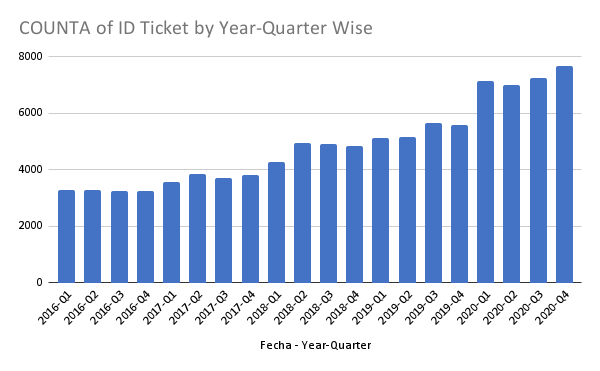 COUNTA of ID Ticket by Year-Quarter Wise
8000
6000
4000
2000
0
2016-Q1
2016-Q2
2016-Q3
2016-Q4
2017-Q1
2017-Q2
2017-Q3
2017-Q4
2018-Q1
2018-Q2
2018-Q3
2018-Q4
2019-Q1
2019-Q2
2019-Q3
2019-Q4
2020-Q1
2020-Q2
2020-Q3
2020-Q4
Fecha - Year-Quarter